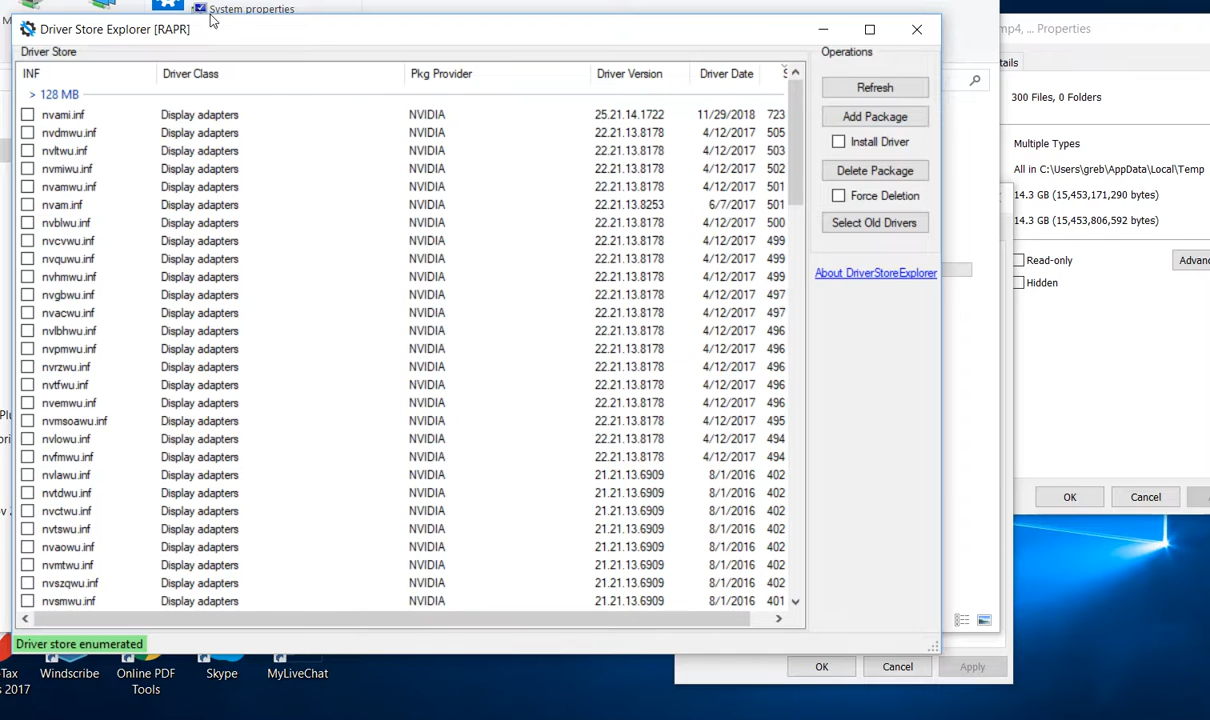 System properties
Driver Store Explorer [RAPR]
mp4, ... Properties
Driver Store
Operations
INF Driver Class Pkg Provider Driver Version Driver Date
> 128 MB
nvami.inf Display adapters NVIDIA 25.21.14.1722 11/29/2018 723
nvdmwu.inf Display adapters NVIDIA 22.21.13.8178 4/12/2017 505
nvltwu.inf Display adapters NVIDIA 22.21.13.8178 4/12/2017 503
nvmiwu.inf Display adapters NVIDIA 22.21.13.8178 4/12/2017 502
nvamwu.inf Display adapters NVIDIA 22.21.13.8178 4/12/2017 501
nvam.inf Display adapters NVIDIA 22.21.13.8253 6/7/2017 501
nvblwu.inf Display adapters NVIDIA 22.21.13.8178 4/12/2017 500
nvcvwu.inf Display adapters NVIDIA 22.21.13.8178 4/12/2017 499
nvquwu.inf Display adapters NVIDIA 22.21.13.8178 4/12/2017 499
nvhmwu.inf Display adapters NVIDIA 22.21.13.8178 4/12/2017 499
nvgbwu.inf Display adapters NVIDIA 22.21.13.8178 4/12/2017 497
nvacwu.inf Display adapters NVIDIA 22.21.13.8178 4/12/2017 497
nvlbhwu.inf Display adapters NVIDIA 22.21.13.8178 4/12/2017 496
nvpmwu.inf Display adapters NVIDIA 22.21.13.8178 4/12/2017 496
nvrzwu.inf Display adapters NVIDIA 22.21.13.8178 4/12/2017 496
nvtfwu.inf Display adapters NVIDIA 22.21.13.8178 4/12/2017 496
nvemwu.inf Display adapters NVIDIA 22.21.13.8178 4/12/2017 496
nvmsoawu.inf Display adapters NVIDIA 22.21.13.8178 4/12/2017 495
nvlowu.inf Display adapters NVIDIA 22.21.13.8178 4/12/2017 494
nvfmwu.inf Display adapters NVIDIA 22.21.13.8178 4/12/2017 494
nvlawu.inf Display adapters NVIDIA 21.21.13.6909 8/1/2016 402
nvtdwu.inf Display adapters NVIDIA 21.21.13.6909 8/1/2016 402
nvctwu.inf Display adapters NVIDIA 21.21.13.6909 8/1/2016 402
nvtswu.inf Display adapters NVIDIA 21.21.13.6909 8/1/2016 402
nvaowu.inf Display adapters NVIDIA 21.21.13.6909 8/1/2016 402
nvmtwu.inf Display adapters NVIDIA 21.21.13.6909 8/1/2016 402
nvszqwu.inf Display adapters NVIDIA 21.21.13.6909 8/1/2016 402
nvsmwu.inf Display adapters NVIDIA 21.21.13.6909 8/1/2016 401
Driver store enumerated
Refresh
Add Package
Install Driver
Delete Package
Force Deletion
Select Old Drivers
About DriverStoreExplorer
tails
300 Files, 0 Folders
Multiple Types
All in C:\Users\greb\AppData\Local\Temp
14.3 GB (15,453,171,290 bytes)
14.3 GB (15,453,806,592 bytes)
Read-only
Advanc
Hidden
OK Cancel
OK Cancel Apply
-Tax
s 2017
Windscribe
Online PDF
Tools
Skype
MyLiveChat